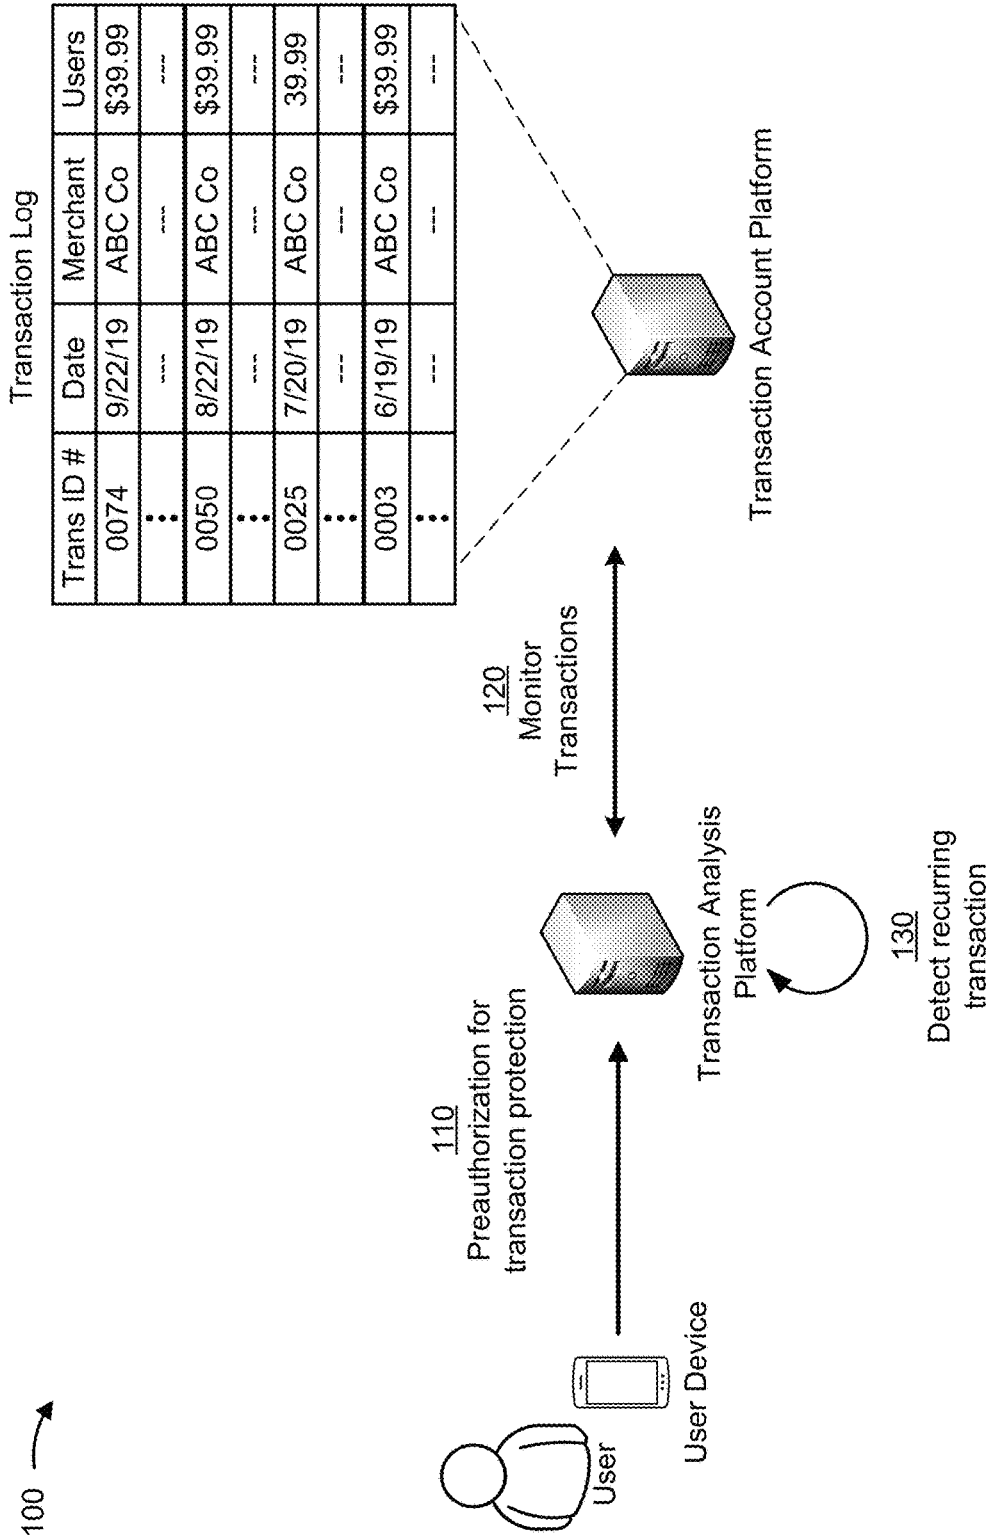 100
Transaction Log
Trans ID # Date Merchant Users
0074 9/22/19 ABC Co $39.99
⋮ --- --- ---
0050 8/22/19 ABC Co $39.99
⋮ --- --- ---
0025 7/20/19 ABC Co 39.99
⋮ --- --- ---
0003 6/19/19 ABC Co $39.99
⋮ --- --- ---
110
Preauthorization for
transaction protection
120
Monitor
Transactions
User
User Device
Transaction Analysis
Platform
Transaction Account Platform
130
Detect recurring
transaction